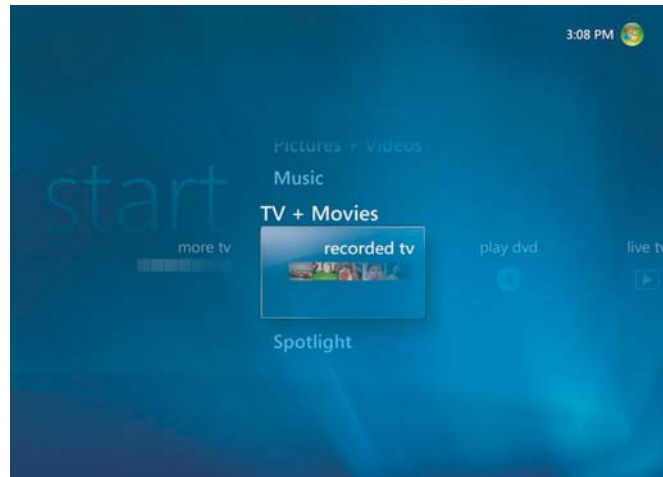 3:08 PM
Pictures + Videos
Music
start
TV + Movies
more tv
recorded tv
play dvd
live tv
Spotlight